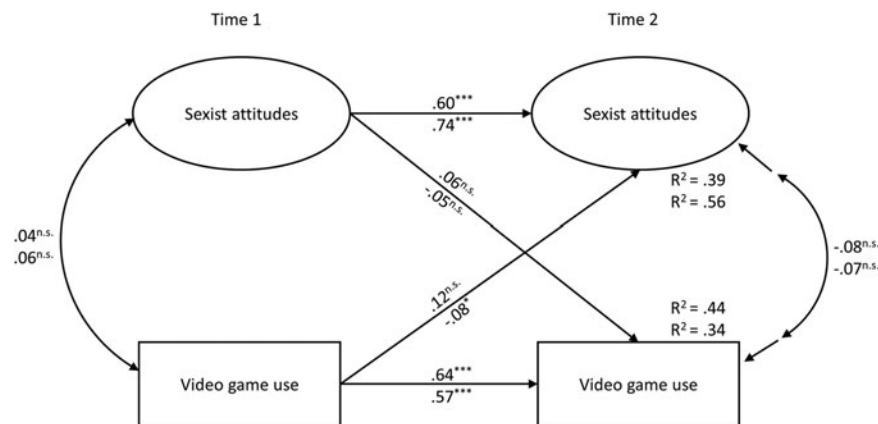 Time 1
Time 2
Sexist attitudes
.60***
.74***
Sexist attitudes
.06ⁿ·ˢ·
-.05ⁿ·ˢ·
R² = .39
R² = .56
.04ⁿ·ˢ·
.06ⁿ·ˢ·
-.08ⁿ·ˢ·
-.07ⁿ·ˢ·
.12ⁿ·ˢ·
-.08*
R² = .44
R² = .34
Video game use
.64***
.57***
Video game use